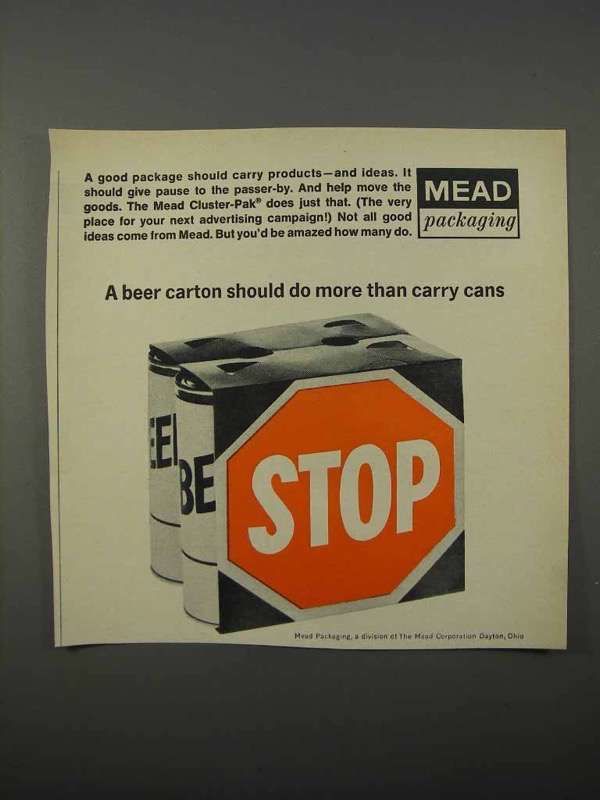 A good package should carry products—and ideas. It
should give pause to the passer-by. And help move the
goods. The Mead Cluster-Pak® does just that. (The very
place for your next advertising campaign!) Not all good
ideas come from Mead. But you'd be amazed how many do.
MEAD
packaging
A beer carton should do more than carry cans
EEI
BE
STOP
Mead Packaging, a division of The Mead Corporation Dayton, Ohio